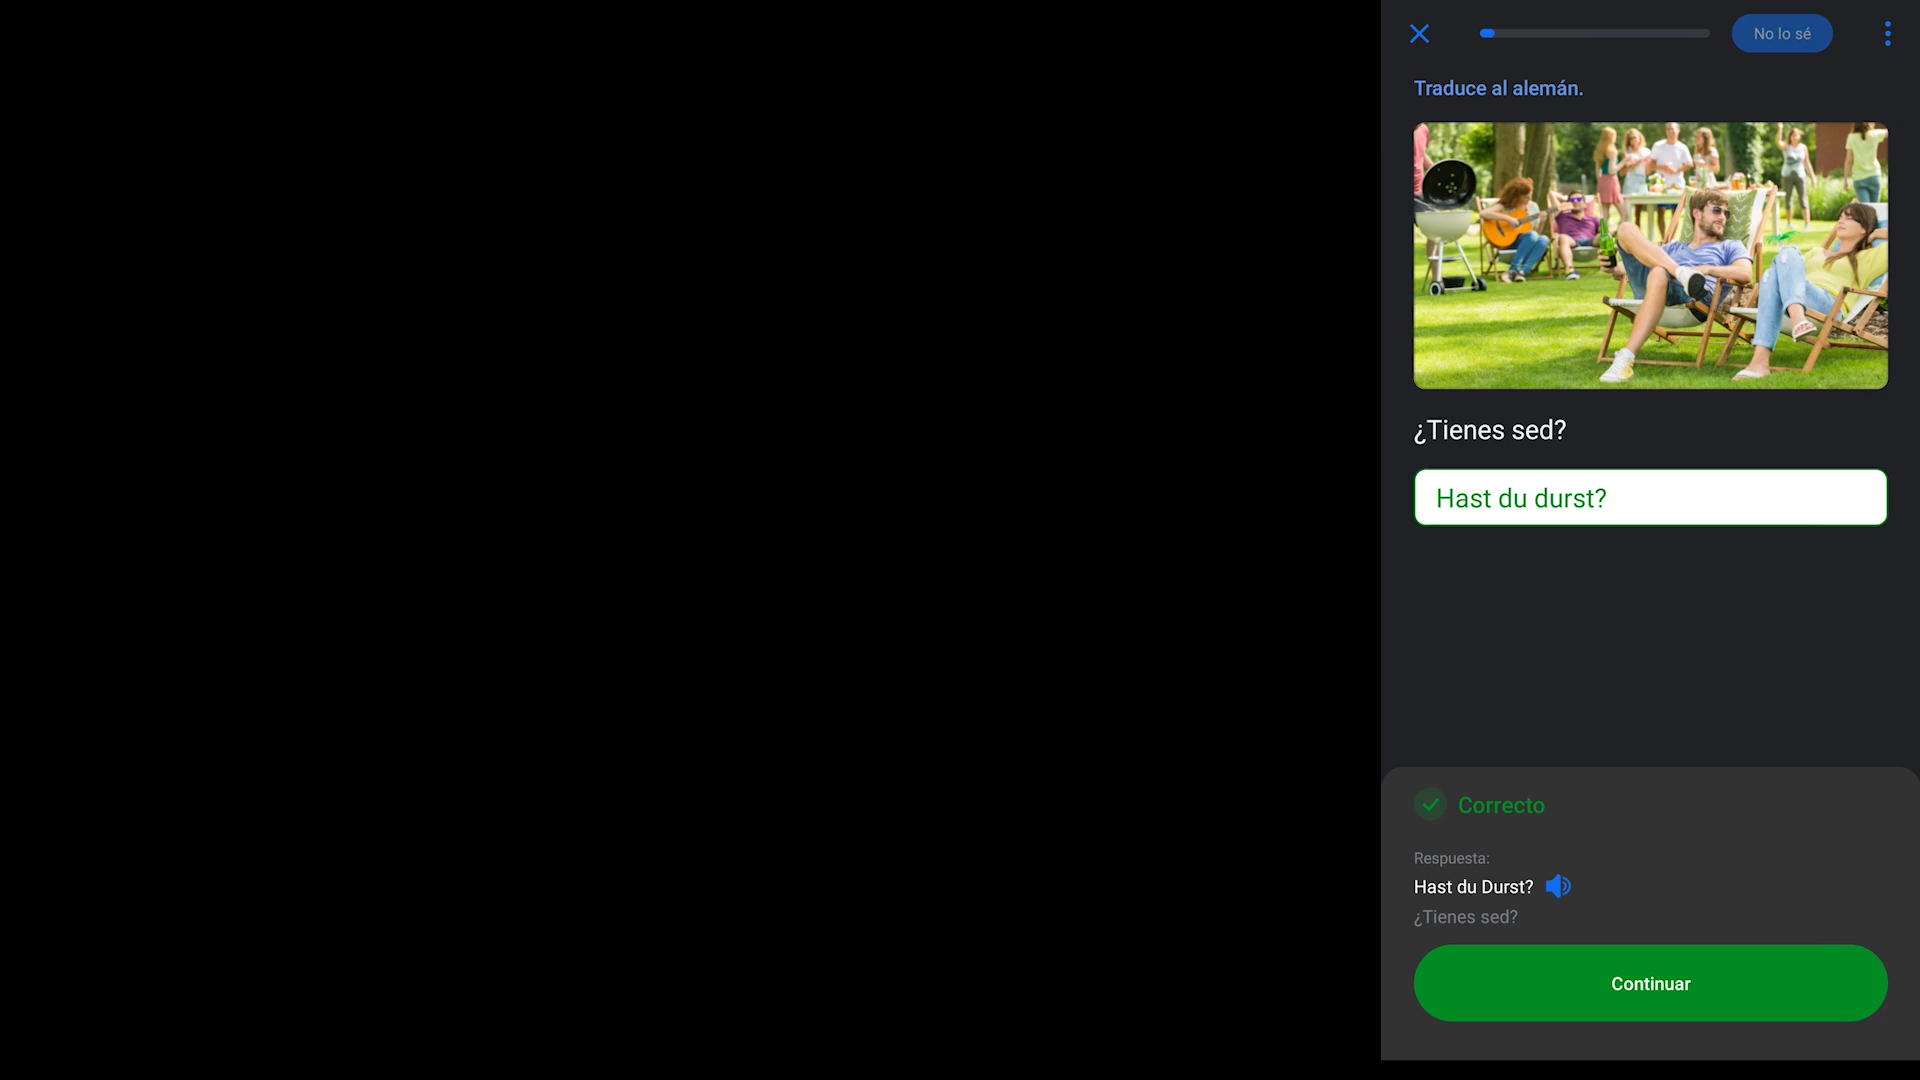 No lo sé
Traduce al alemán.
¿Tienes sed?
Hast du durst?
Correcto
Respuesta:
Hast du Durst?
¿Tienes sed?
Continuar